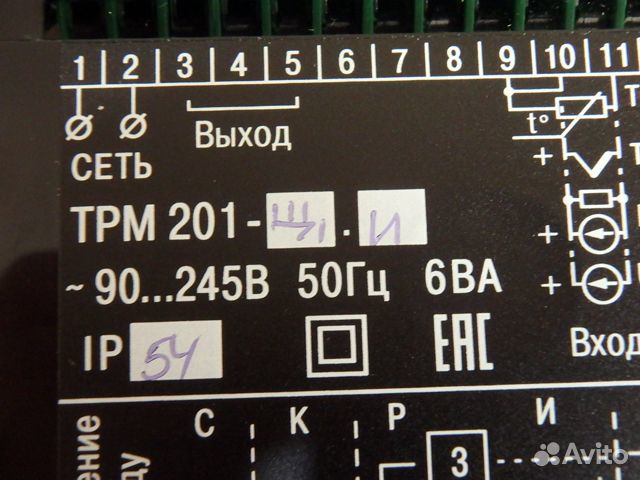 1 2 3 4 5 6 7 8 9 10 11
Выход
t°
СЕТЬ
ТРМ 201-Щ1.И
~90...245В 50Гц 6ВА
IP 54
EAC
Вход
С К Р И
3
Avito